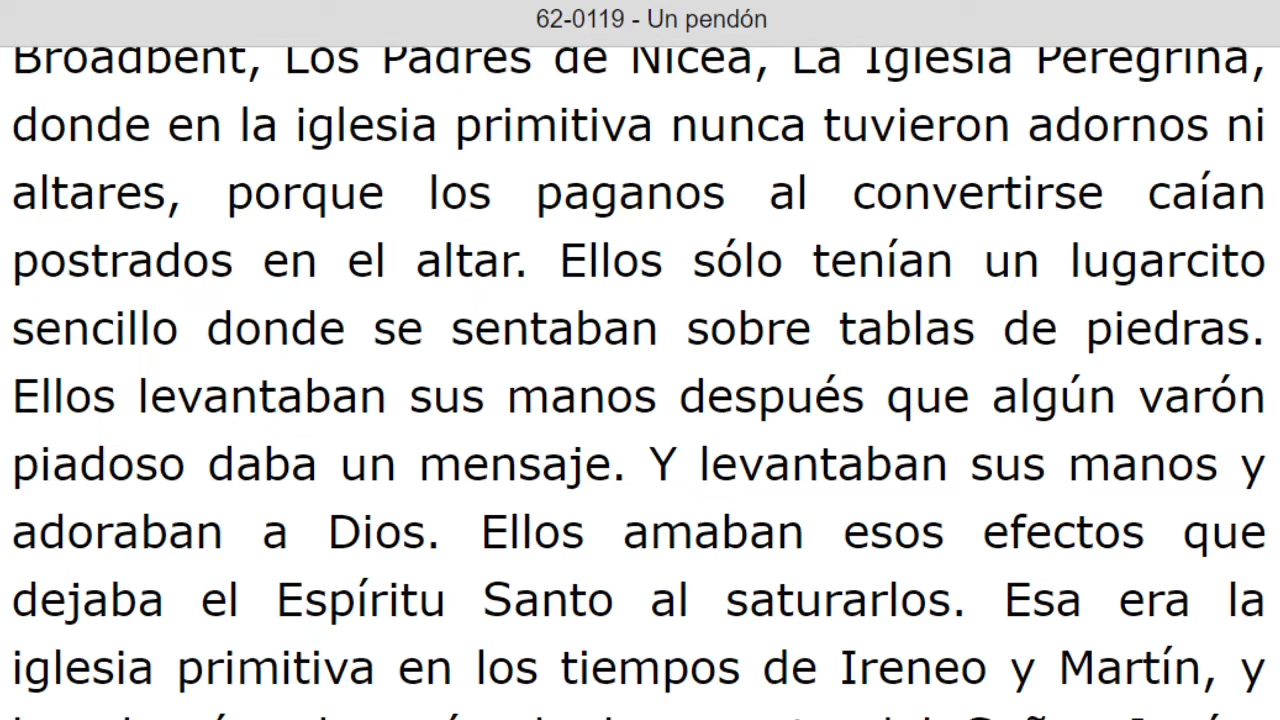 62-0119 - Un pendón
Broadbent, Los Padres de Nicea, La Iglesia Peregrina,
donde en la iglesia primitiva nunca tuvieron adornos ni
altares, porque los paganos al convertirse caían
postrados en el altar. Ellos sólo tenían un lugarcito
sencillo donde se sentaban sobre tablas de piedras.
Ellos levantaban sus manos después que algún varón
piadoso daba un mensaje. Y levantaban sus manos y
adoraban a Dios. Ellos amaban esos efectos que
dejaba el Espíritu Santo al saturarlos. Esa era la
iglesia primitiva en los tiempos de Ireneo y Martín, y